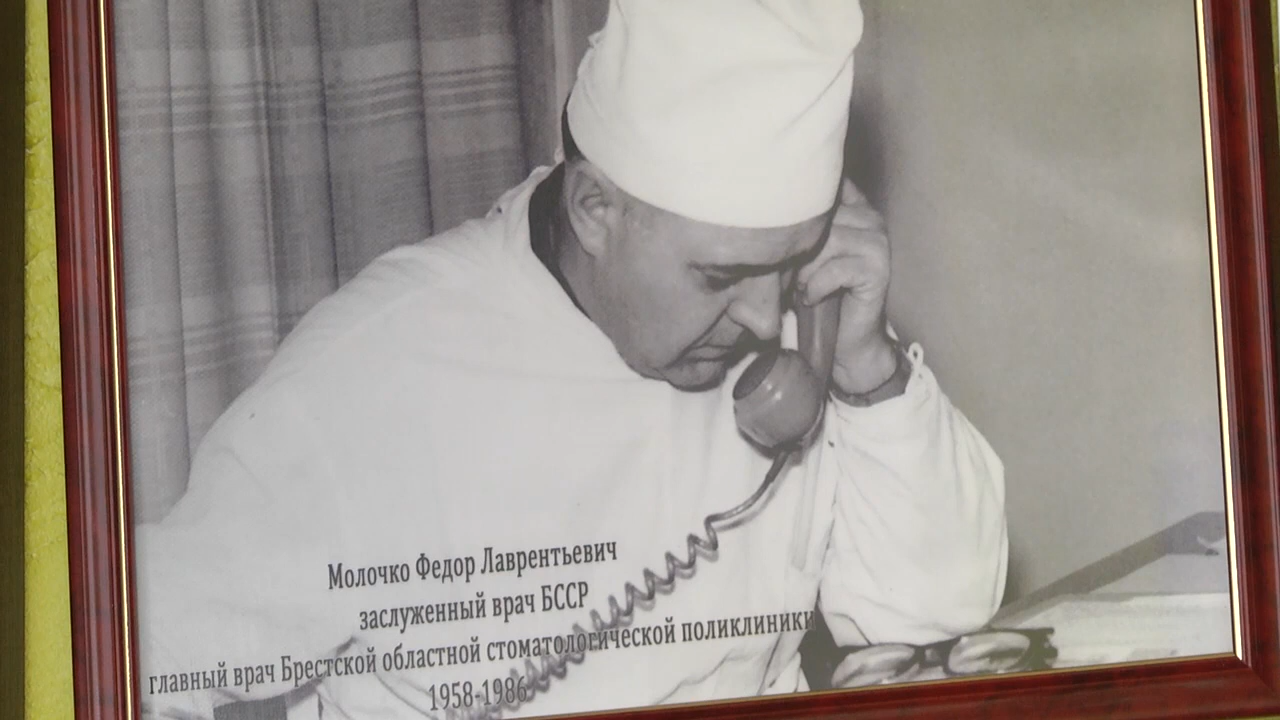 Молочко Федор Лаврентьевич
заслуженный врач БССР
главный врач Брестской областной стоматологической поликлиники
1958-1986